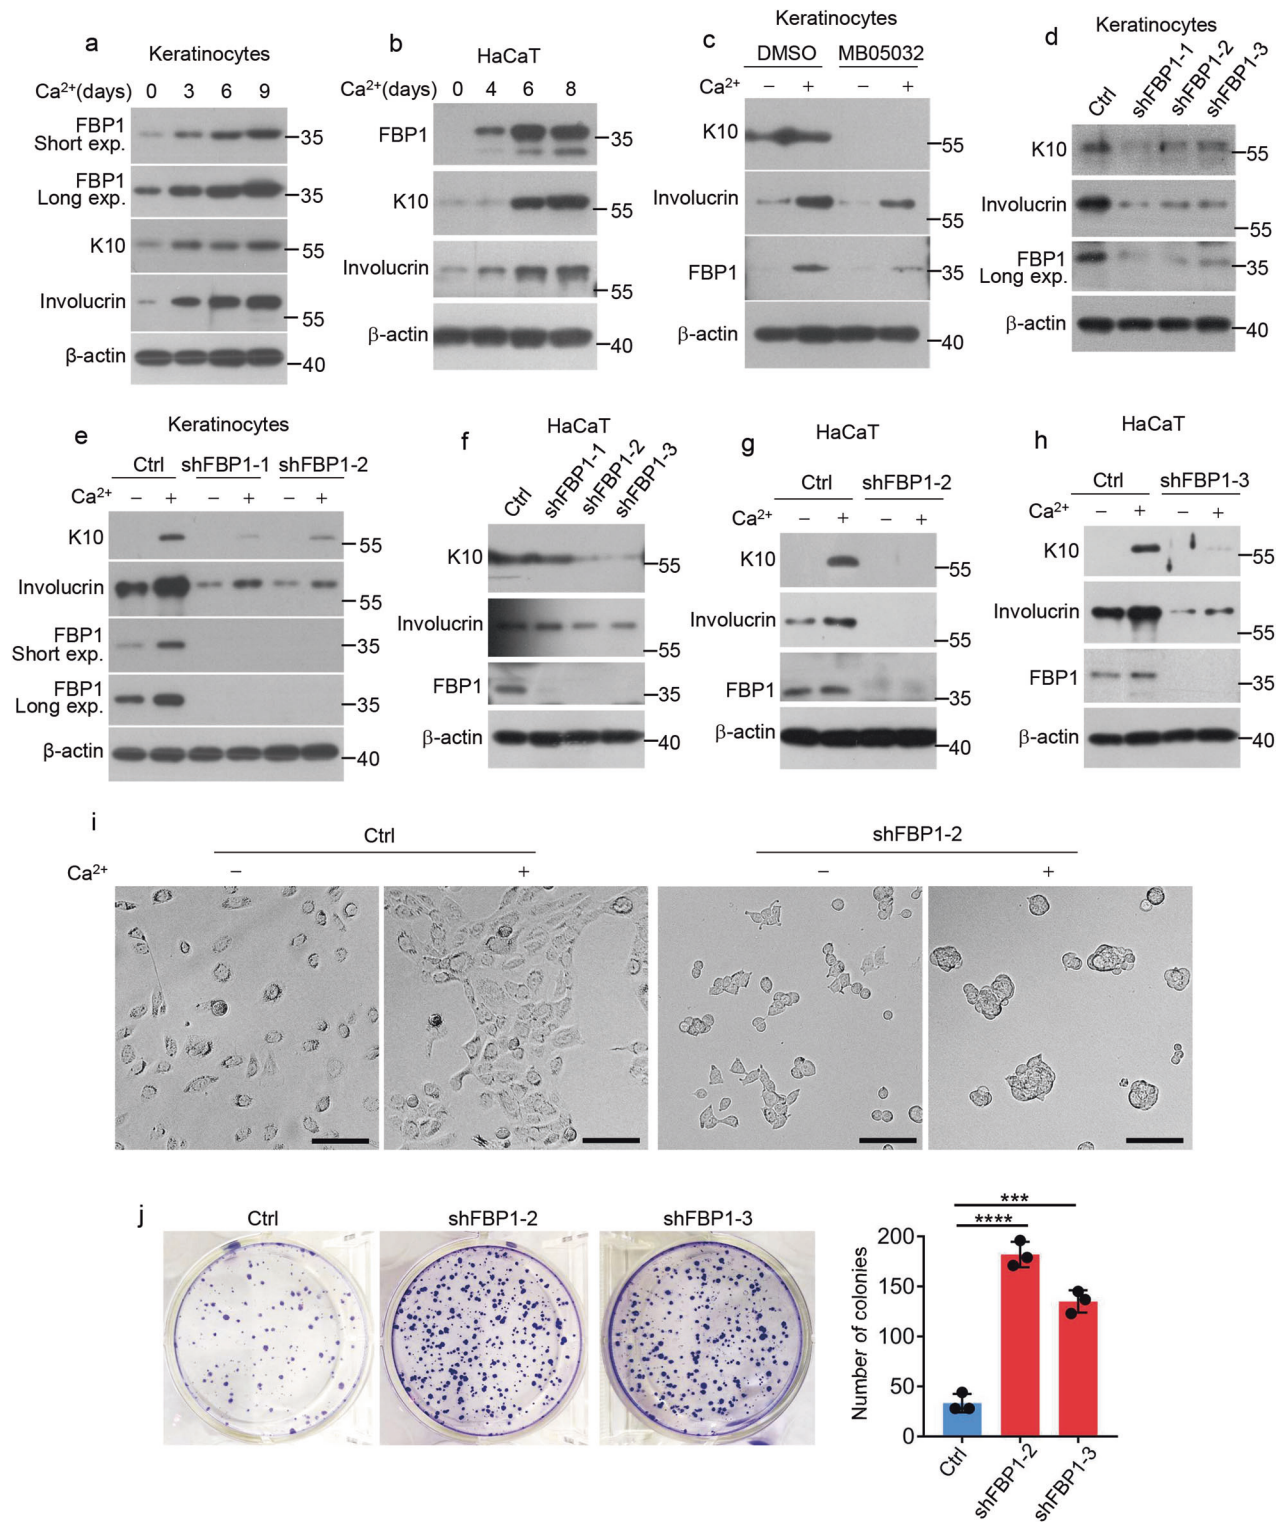 a
Keratinocytes
Ca²⁺(days) 0 3 6 9
FBP1
Short exp.
35
FBP1
Long exp.
35
K10
55
Involucrin
55
β-actin
40
b
HaCaT
Ca²⁺(days) 0 4 6 8
FBP1
35
K10
55
Involucrin
55
β-actin
40
c
Keratinocytes
DMSO MB05032
Ca²⁺ − + − +
K10
55
Involucrin
55
FBP1
35
β-actin
40
d
Keratinocytes
Ctrl shFBP1-1 shFBP1-2 shFBP1-3
K10
55
Involucrin
55
FBP1
Long exp.
35
β-actin
40
e
Keratinocytes
Ctrl shFBP1-1 shFBP1-2
Ca²⁺ − + − + − +
K10
55
Involucrin
55
FBP1
Short exp.
35
FBP1
Long exp.
35
β-actin
40
f
HaCaT
Ctrl shFBP1-1 shFBP1-2 shFBP1-3
K10
55
Involucrin
55
FBP1
35
β-actin
40
g
HaCaT
Ctrl shFBP1-2
Ca²⁺ − + − +
K10
55
Involucrin
55
FBP1
35
β-actin
40
h
HaCaT
Ctrl shFBP1-3
Ca²⁺ − + − +
K10
55
Involucrin
55
FBP1
35
β-actin
40
i
Ctrl shFBP1-2
Ca²⁺ − + − +
j
Ctrl shFBP1-2 shFBP1-3
***
****
Number of colonies
200
150
100
50
0
Ctrl shFBP1-2 shFBP1-3